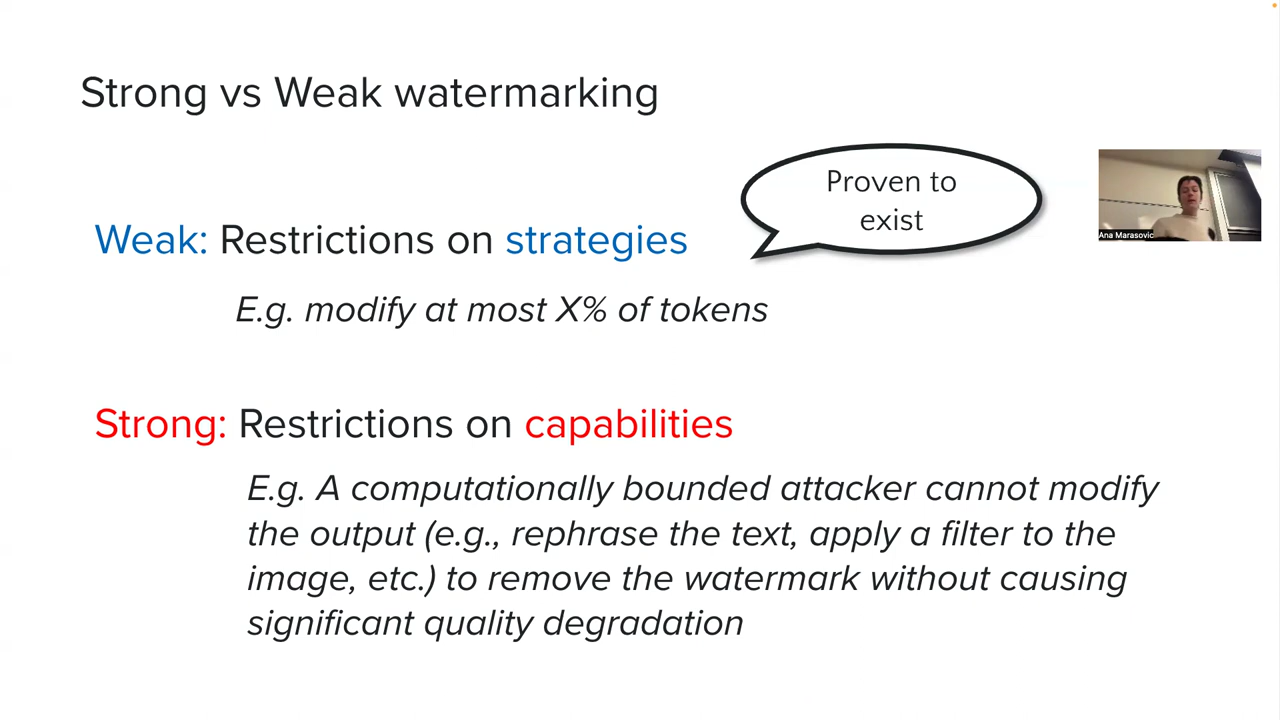 Strong vs Weak watermarking
Proven to
exist
Weak: Restrictions on strategies
E.g. modify at most X% of tokens
Ana Marasovic
Strong: Restrictions on capabilities
E.g. A computationally bounded attacker cannot modify
the output (e.g., rephrase the text, apply a filter to the
image, etc.) to remove the watermark without causing
significant quality degradation